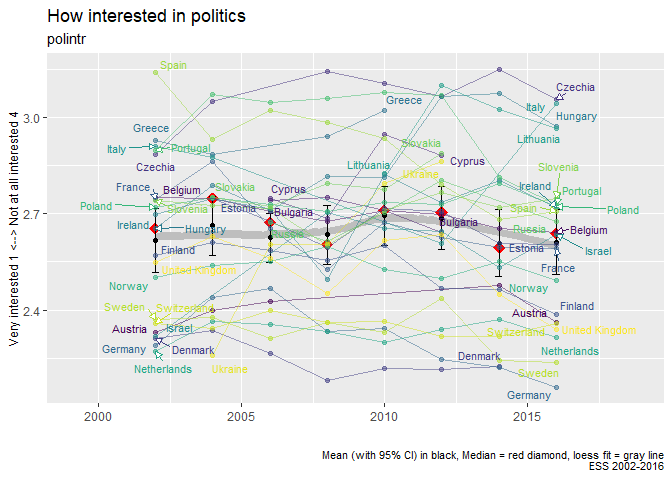 How interested in politics
polintr
Very interested 1 <--> Not at all interested 4
3.0
2.7
2.4
Spain
Greece
Italy
Portugal
Czechia
France
Belgium
Slovakia
Poland
Slovenia
Estonia
Ireland
Hungary
Finland
United Kingdom
Norway
Sweden
Switzerland
Austria
Israel
Germany
Denmark
Netherlands
Ukraine
Cyprus
Bulgaria
Russia
Greece
Lithuania
Slovakia
Ukraine
Cyprus
Bulgaria
Czechia
Italy
Hungary
Lithuania
Slovenia
Ireland
Portugal
Spain
Poland
Russia
Belgium
Estonia
Israel
France
Norway
Finland
Austria
United Kingdom
Switzerland
Netherlands
Denmark
Sweden
Germany
2000
2005
2010
2015
Mean (with 95% CI) in black, Median = red diamond, loess fit = gray line
ESS 2002-2016